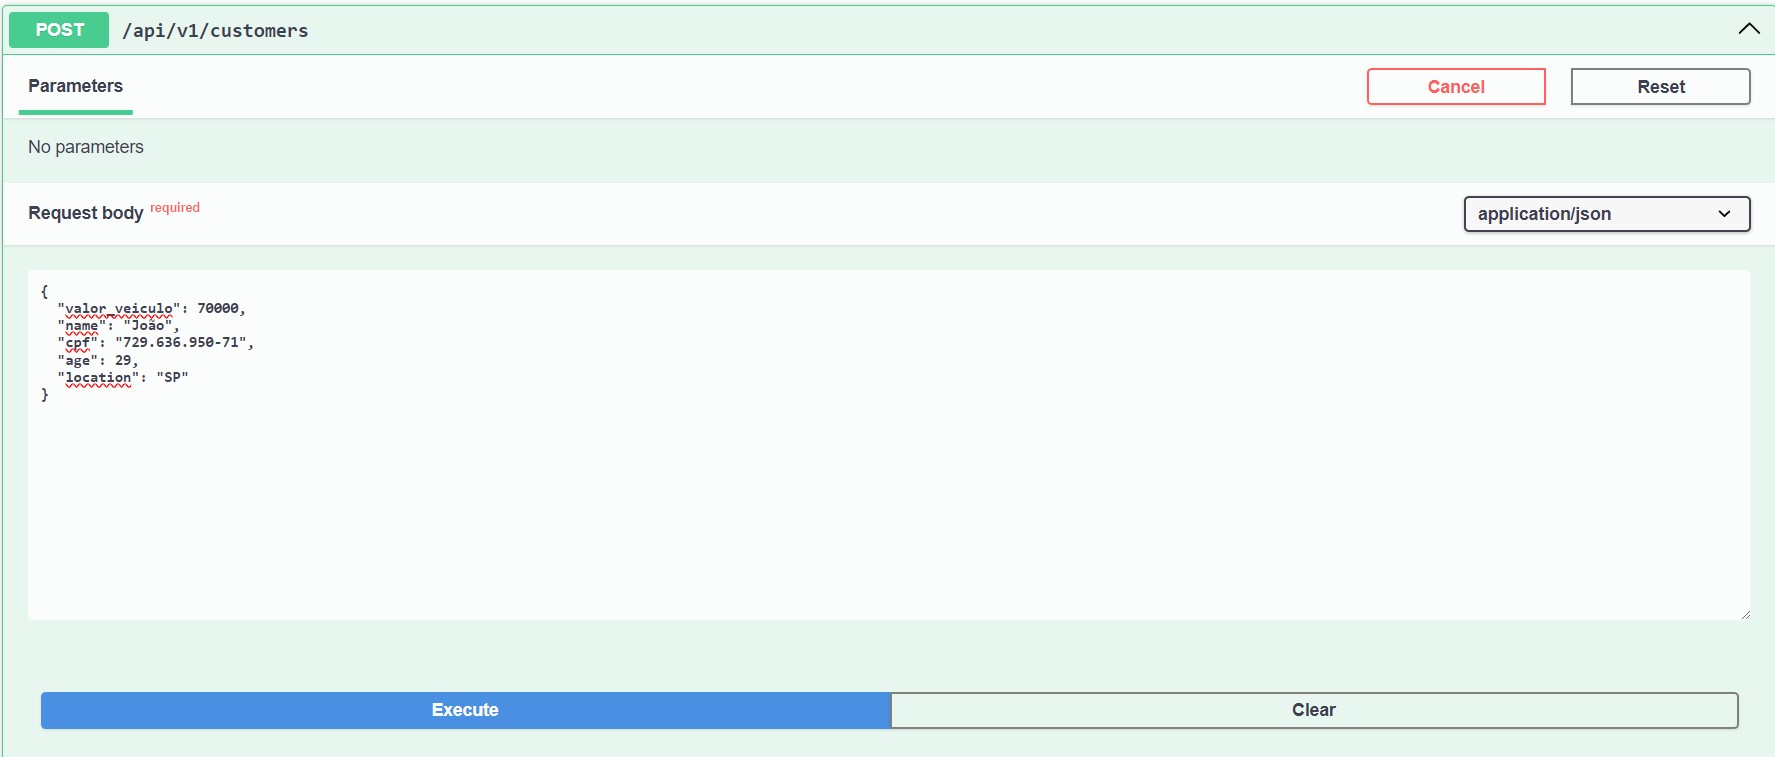 POST /api/v1/customers
Parameters
Cancel
Reset
No parameters
Request body required
application/json
{
  "valor_veiculo": 70000,
  "name": "João",
  "cpf": "729.636.950-71",
  "age": 29,
  "location": "SP"
}
Execute
Clear